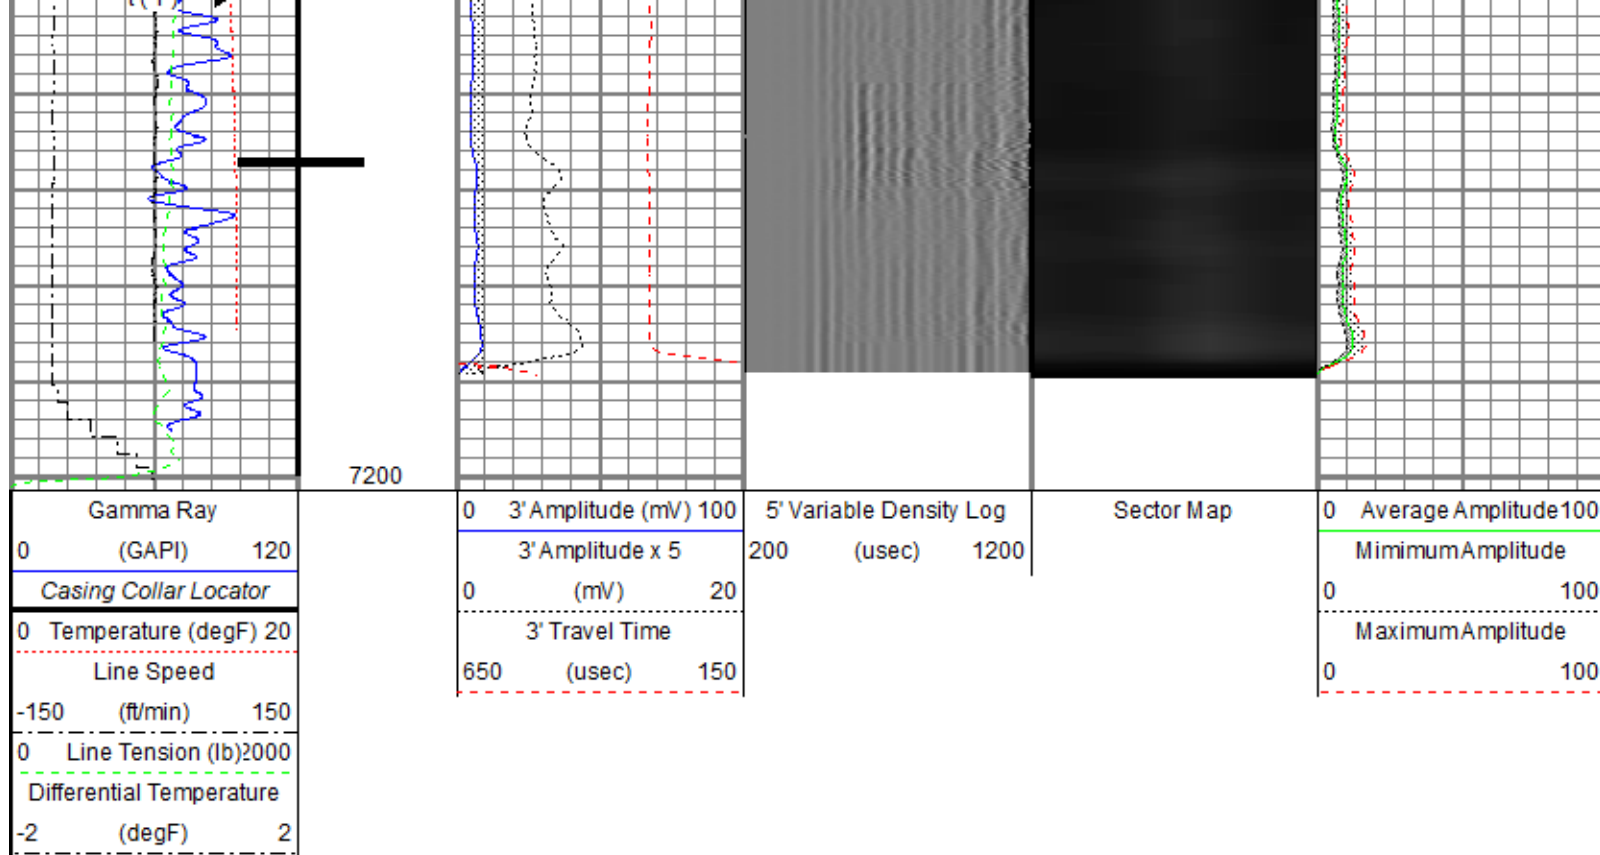 7200
Gamma Ray
0 (GAPI) 120
Casing Collar Locator
0 Temperature (degF) 20
Line Speed
-150 (ft/min) 150
0 Line Tension (lb) 2000
Differential Temperature
-2 (degF) 2
0 3' Amplitude (mV) 100
3' Amplitude x 5
0 (mV) 20
3' Travel Time
650 (usec) 150
5' Variable Density Log
200 (usec) 1200
Sector Map
0 Average Amplitude 100
Mimimum Amplitude
0 100
Maximum Amplitude
0 100